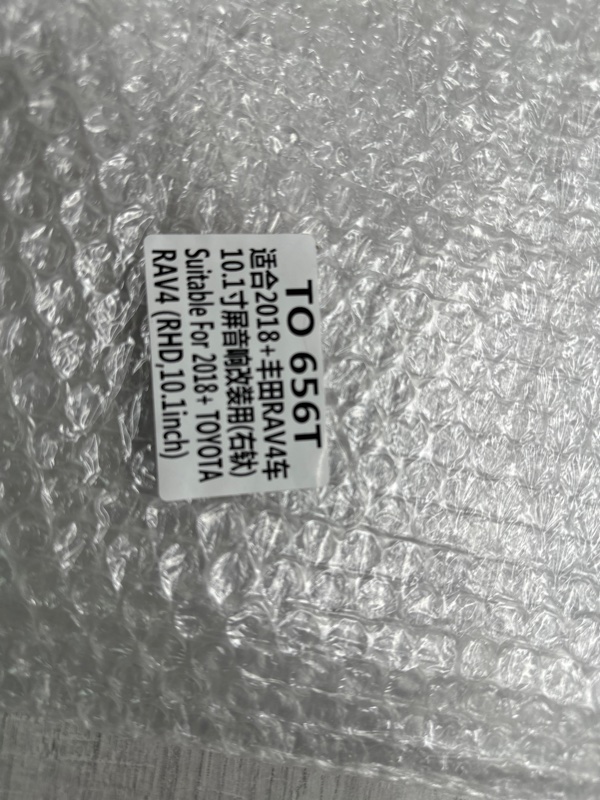 TO 656T
适合2018+丰田RAV4车
10.1寸屏音响改装用(右钛)
Suitable For 2018+ TOYOTA
RAV4 (RHD,10.1inch)